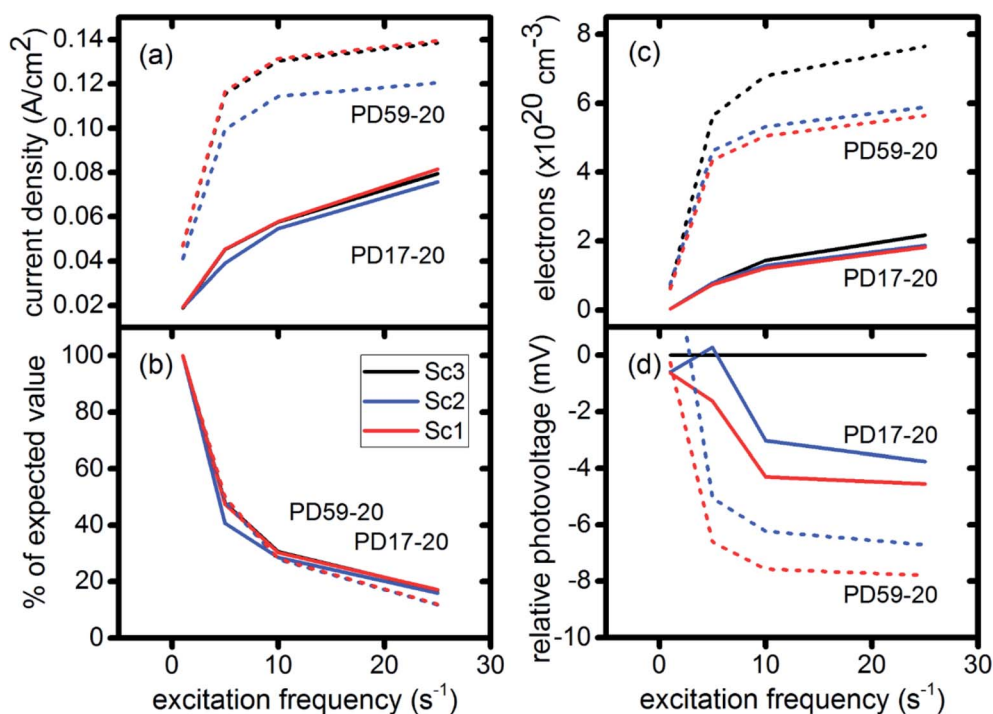 (a)
current density (A/cm²)
0.14
0.12
0.10
0.08
0.06
0.04
0.02
PD59-20
PD17-20
(c)
electrons (x10²⁰ cm⁻³)
8
6
4
2
0
PD59-20
PD17-20
(b)
% of expected value
100
80
60
40
20
0
Sc3
Sc2
Sc1
PD59-20
PD17-20
0 10 20 30
excitation frequency (s⁻¹)
(d)
relative photovoltage (mV)
0
-2
-4
-6
-8
-10
PD17-20
PD59-20
0 10 20 30
excitation frequency (s⁻¹)